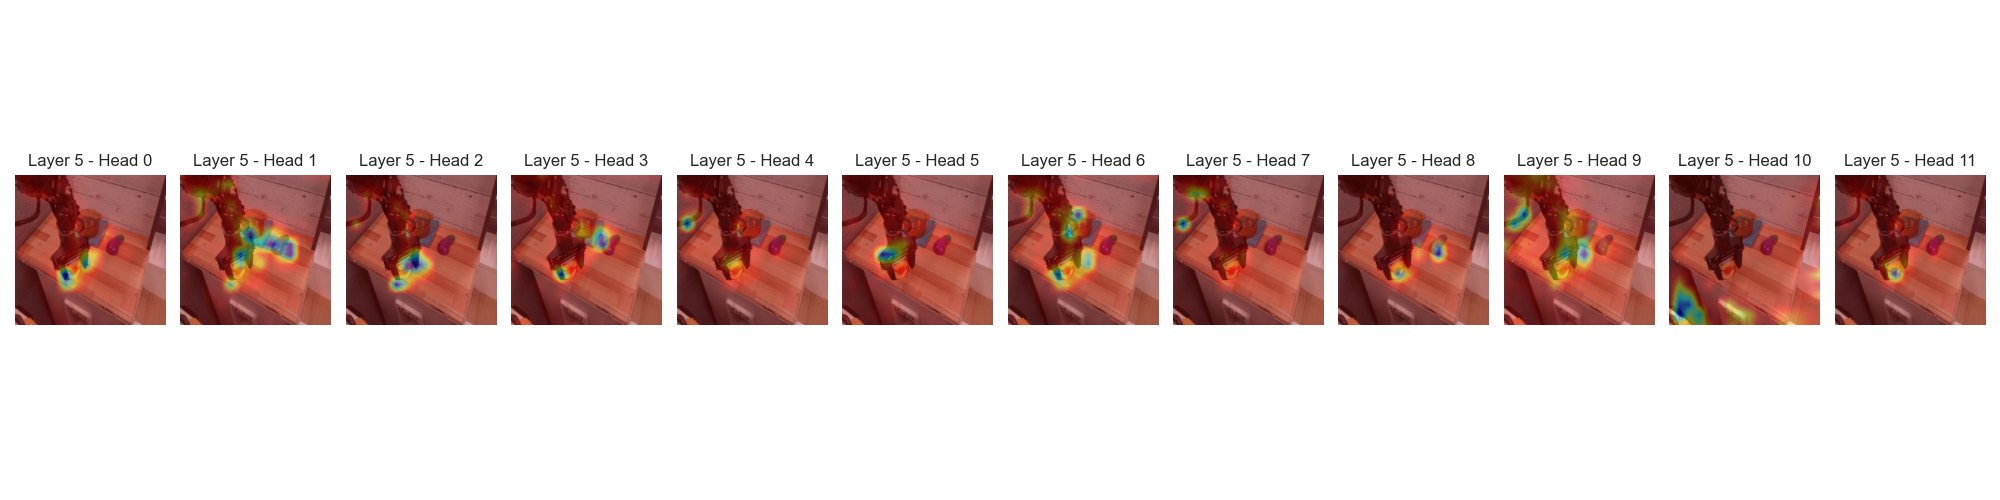 Layer 5 - Head 0
Layer 5 - Head 1
Layer 5 - Head 2
Layer 5 - Head 3
Layer 5 - Head 4
Layer 5 - Head 5
Layer 5 - Head 6
Layer 5 - Head 7
Layer 5 - Head 8
Layer 5 - Head 9
Layer 5 - Head 10
Layer 5 - Head 11